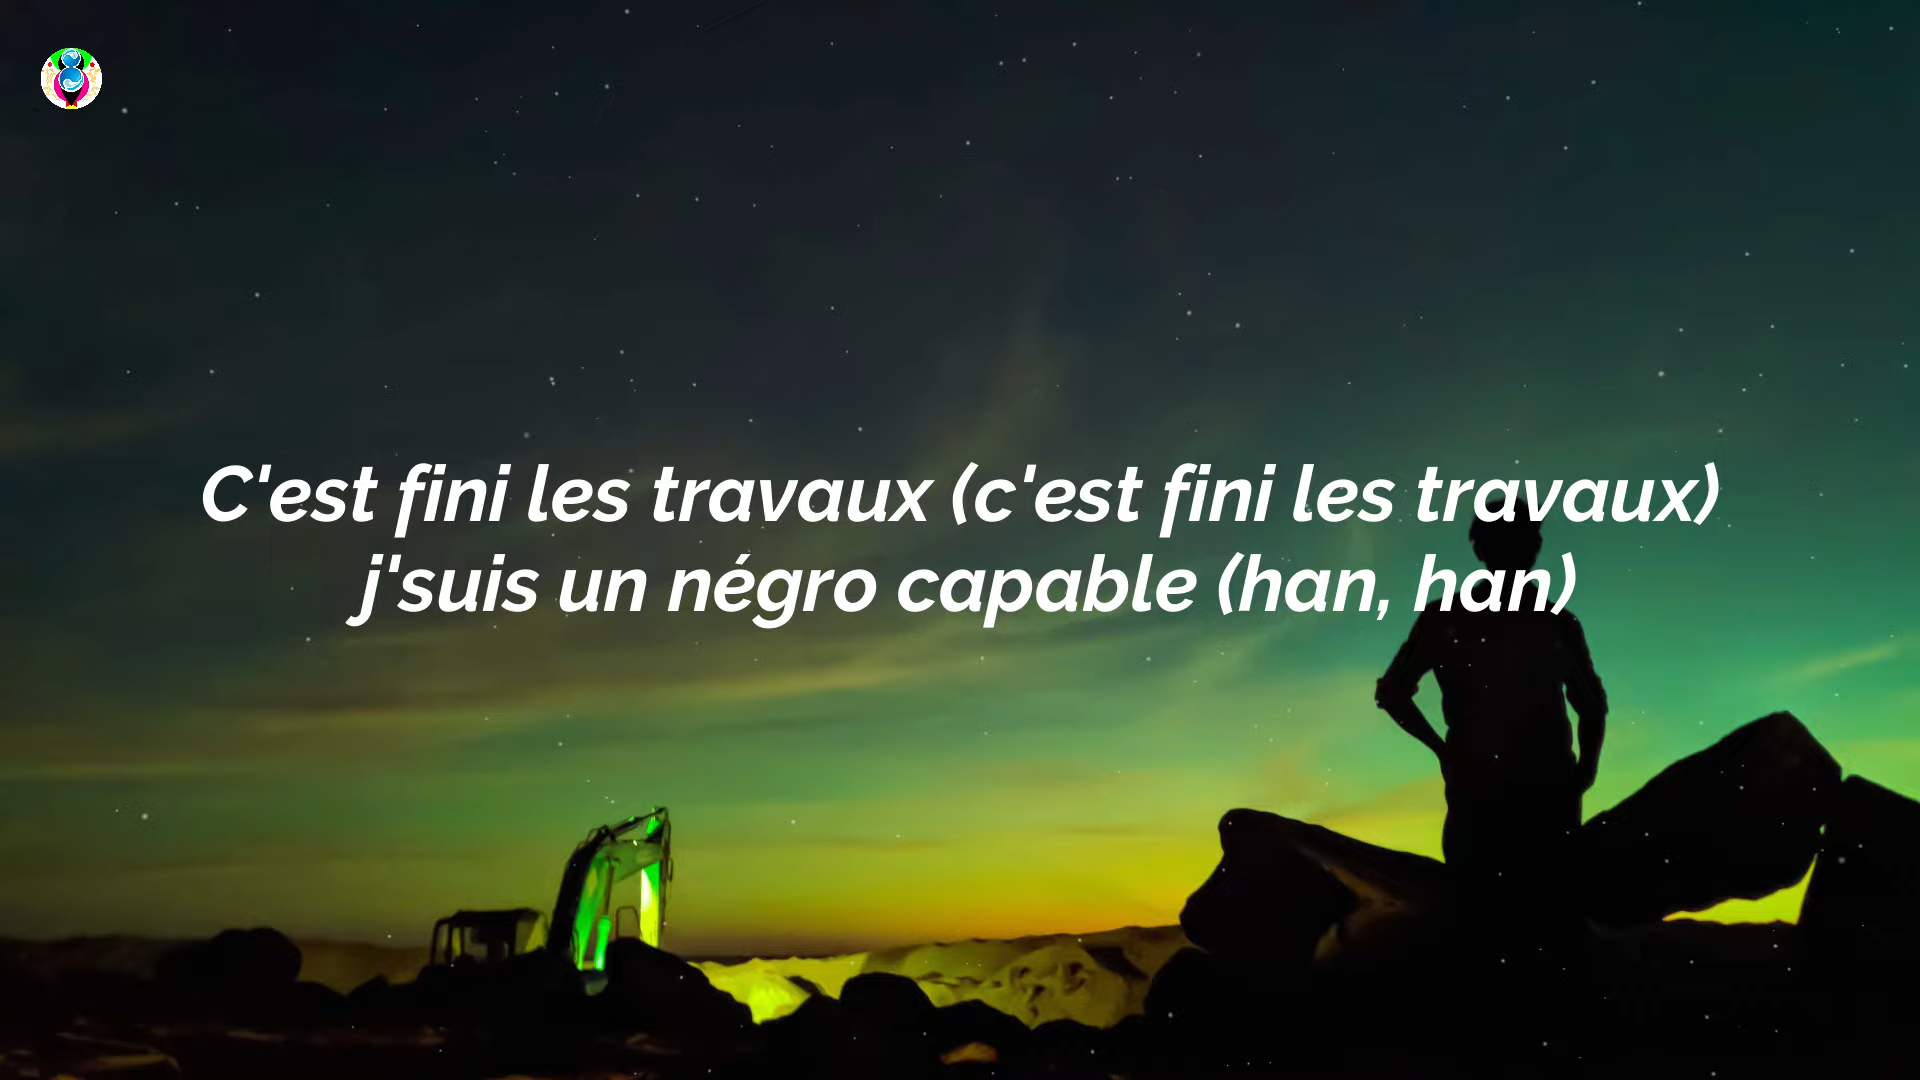 C'est fini les travaux (c'est fini les travaux)
j'suis un négro capable (han, han)